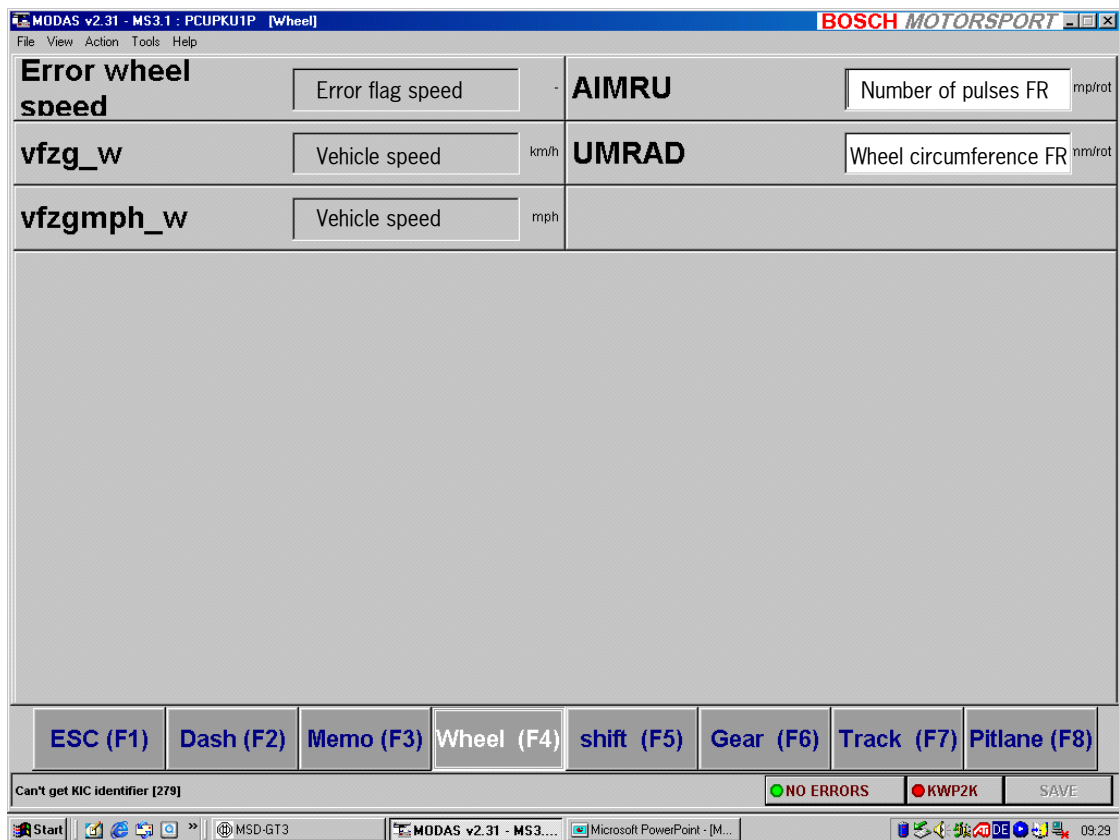 MODAS v2.31 - MS3.1 : PCUPKU1P [Wheel]
BOSCH MOTORSPORT
File View Action Tools Help
Error wheel
speed
Error flag speed
-
AIMRU
Number of pulses FR
mp/rot
vfzg_w
Vehicle speed
km/h
UMRAD
Wheel circumference FR
mm/rot
vfzgmph_w
Vehicle speed
mph
ESC (F1)
Dash (F2)
Memo (F3)
Wheel (F4)
shift (F5)
Gear (F6)
Track (F7)
Pitlane (F8)
Can't get KIC identifier [279]
NO ERRORS
KWP2K
SAVE
Start
»
MSD-GT3
MODAS v2.31 - MS3....
Microsoft PowerPoint - [M...
DE
09:29